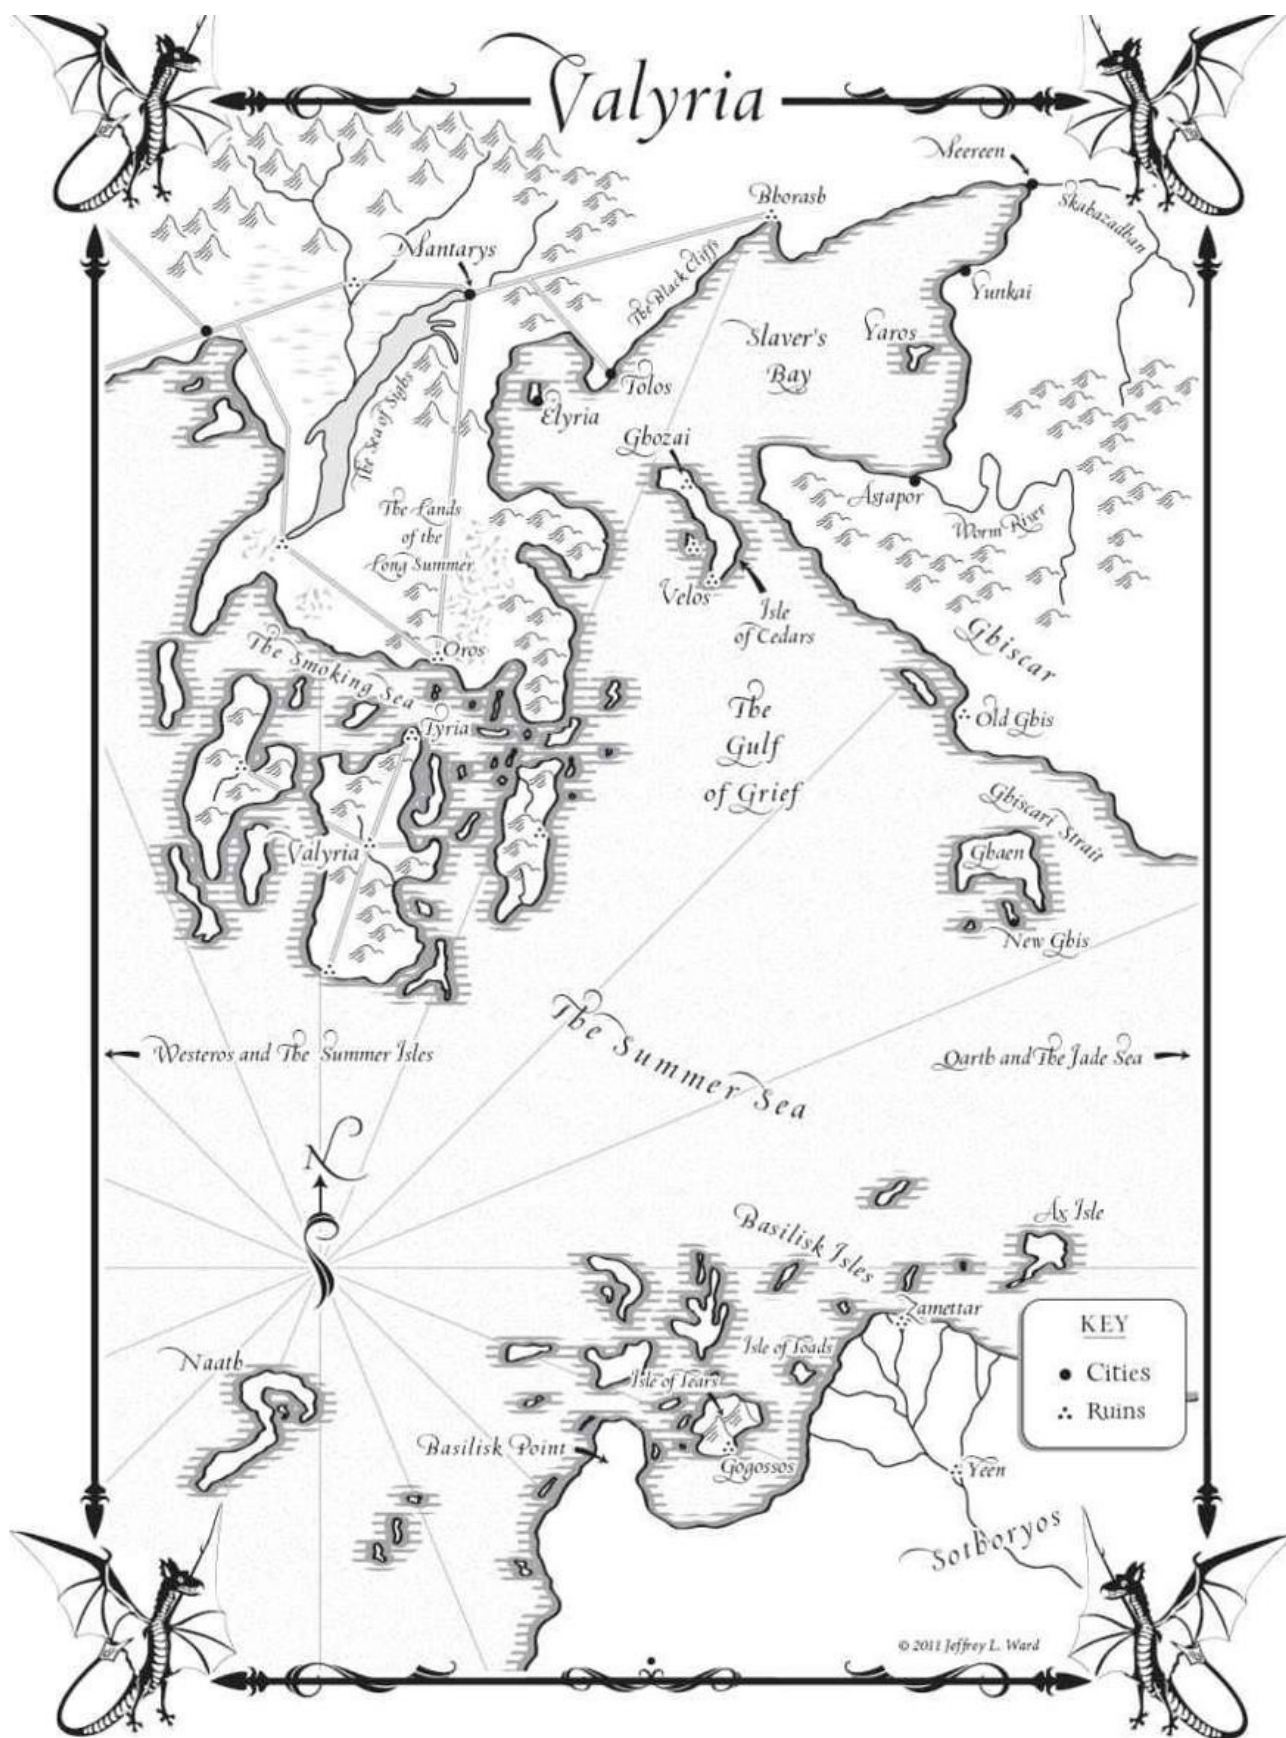 Valyria
Meereen
Skahazadhan
Bhorash
Mantarys
The Black Cliffs
Yunkai
Slaver's
Bay
Yaros
Tolos
Elyria
The Sea of Sighs
Ghozai
Astapor
Worm River
The Lands
of the
Long Summer
Velos
Isle
of Cedars
Ghiscar
Oros
The Smoking Sea
Tyria
The
Gulf
of Grief
Old Ghis
Ghiscari Strait
Valyria
Ghaen
New Ghis
The Summer Sea
Westeros and The Summer Isles
Qarth and The Jade Sea
N
Basilisk Isles
Ax Isle
Zamettar
KEY
Cities
Ruins
Naath
Isle of Toads
Isle of Tears
Basilisk Point
Gogossos
Yeen
Sothoryos
© 2011 Jeffrey L. Ward